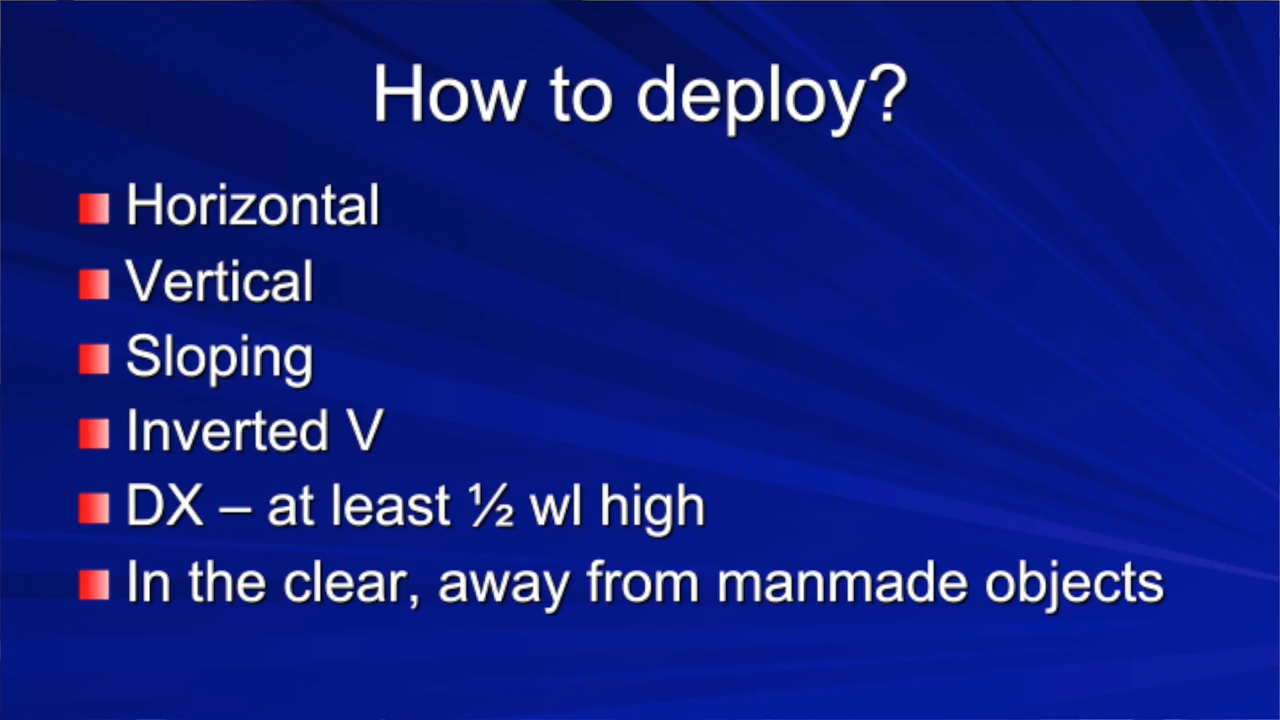 How to deploy?
Horizontal
Vertical
Sloping
Inverted V
DX – at least ½ wl high
In the clear, away from manmade objects